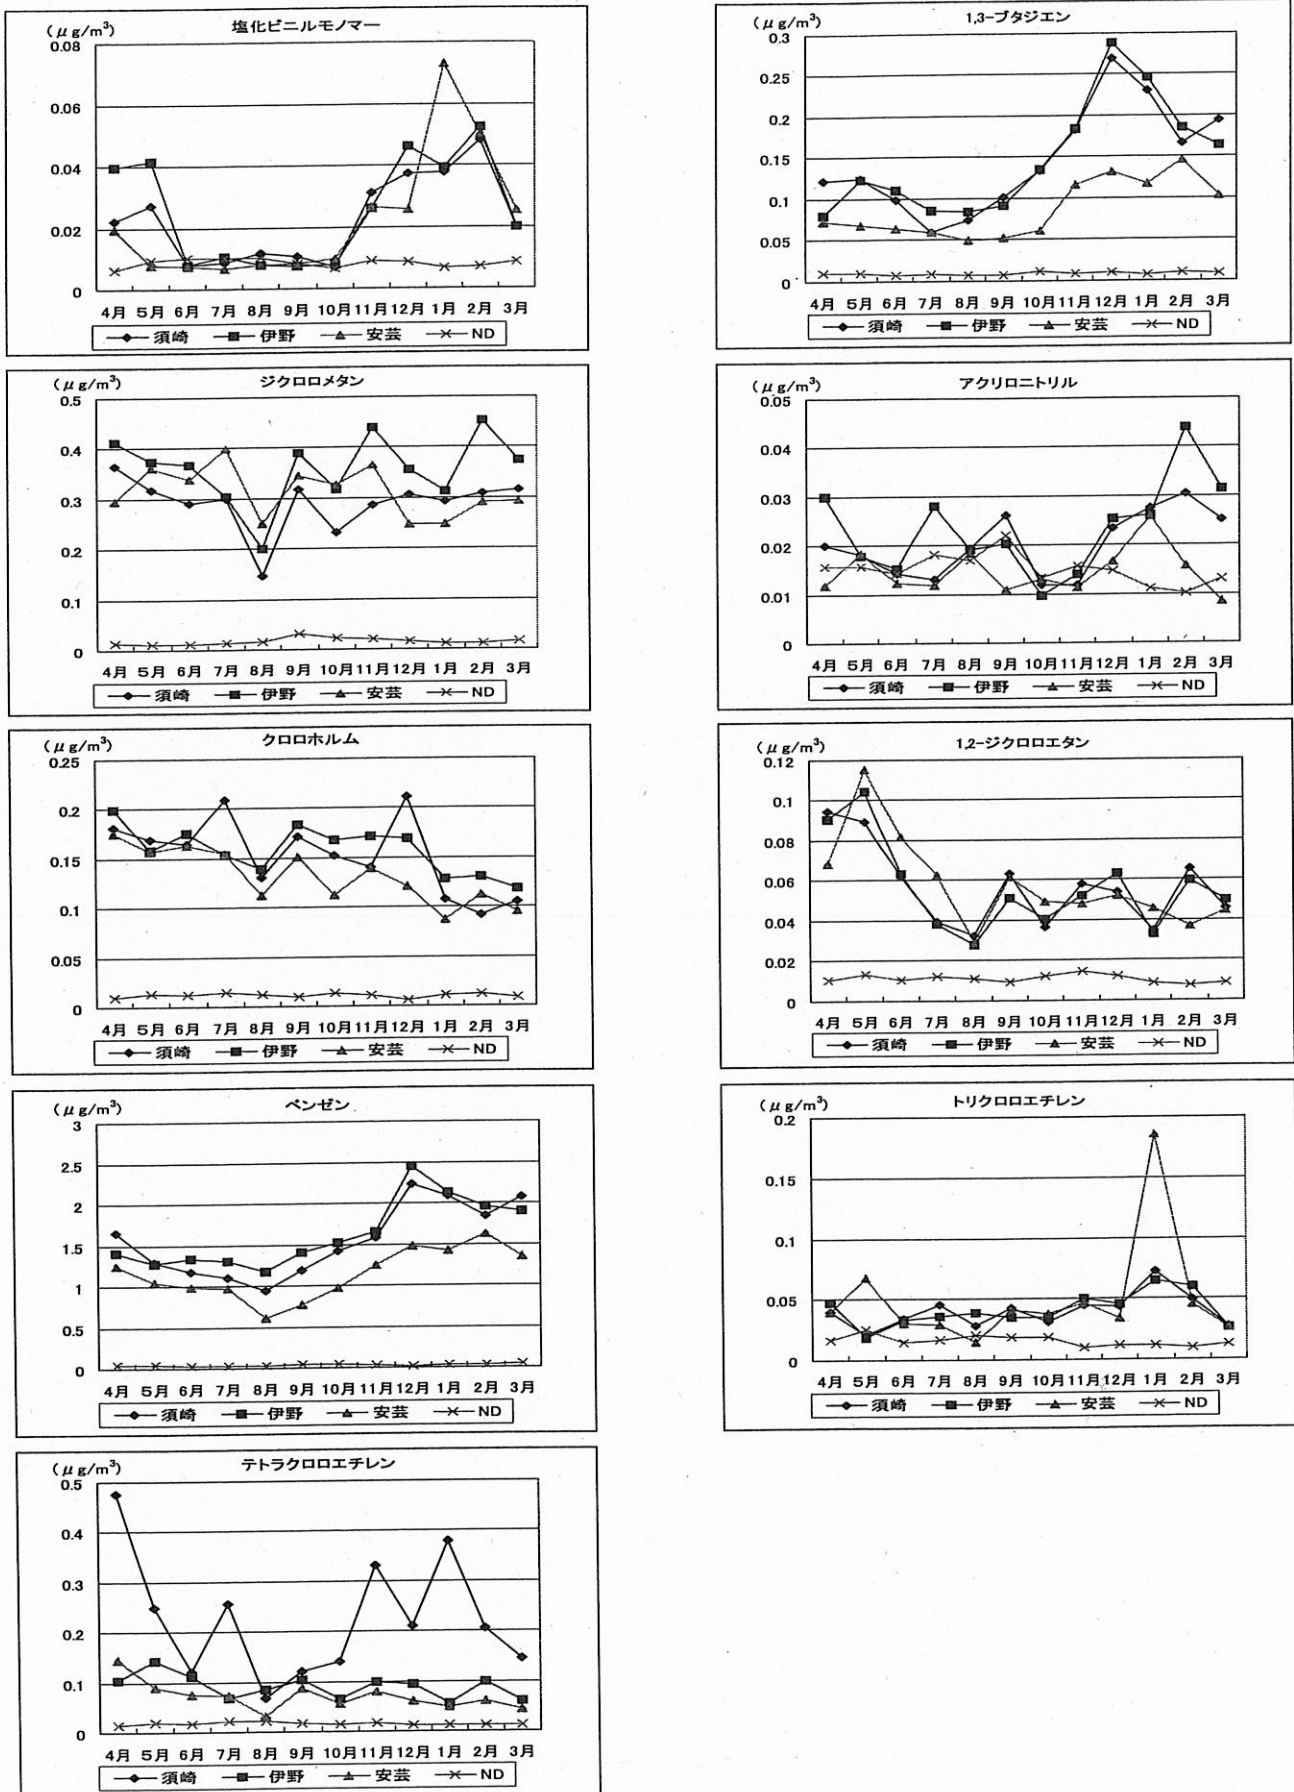 塩化ビニルモノマー
(μg/m³)
0.08
0.06
0.04
0.02
0
4月 5月 6月 7月 8月 9月 10月 11月 12月 1月 2月 3月
須崎 伊野 安芸 ND
1,3-ブタジエン
(μg/m³)
0.3
0.25
0.2
0.15
0.1
0.05
0
4月 5月 6月 7月 8月 9月 10月 11月 12月 1月 2月 3月
須崎 伊野 安芸 ND
ジクロロメタン
(μg/m³)
0.5
0.4
0.3
0.2
0.1
0
4月 5月 6月 7月 8月 9月 10月 11月 12月 1月 2月 3月
須崎 伊野 安芸 ND
アクリロニトリル
(μg/m³)
0.05
0.04
0.03
0.02
0.01
0
4月 5月 6月 7月 8月 9月 10月 11月 12月 1月 2月 3月
須崎 伊野 安芸 ND
クロロホルム
(μg/m³)
0.25
0.2
0.15
0.1
0.05
0
4月 5月 6月 7月 8月 9月 10月 11月 12月 1月 2月 3月
須崎 伊野 安芸 ND
1,2-ジクロロエタン
(μg/m³)
0.12
0.1
0.08
0.06
0.04
0.02
0
4月 5月 6月 7月 8月 9月 10月 11月 12月 1月 2月 3月
須崎 伊野 安芸 ND
ベンゼン
(μg/m³)
3
2.5
2
1.5
1
0.5
0
4月 5月 6月 7月 8月 9月 10月 11月 12月 1月 2月 3月
須崎 伊野 安芸 ND
トリクロロエチレン
(μg/m³)
0.2
0.15
0.1
0.05
0
4月 5月 6月 7月 8月 9月 10月 11月 12月 1月 2月 3月
須崎 伊野 安芸 ND
テトラクロロエチレン
(μg/m³)
0.5
0.4
0.3
0.2
0.1
0
4月 5月 6月 7月 8月 9月 10月 11月 12月 1月 2月 3月
須崎 伊野 安芸 ND